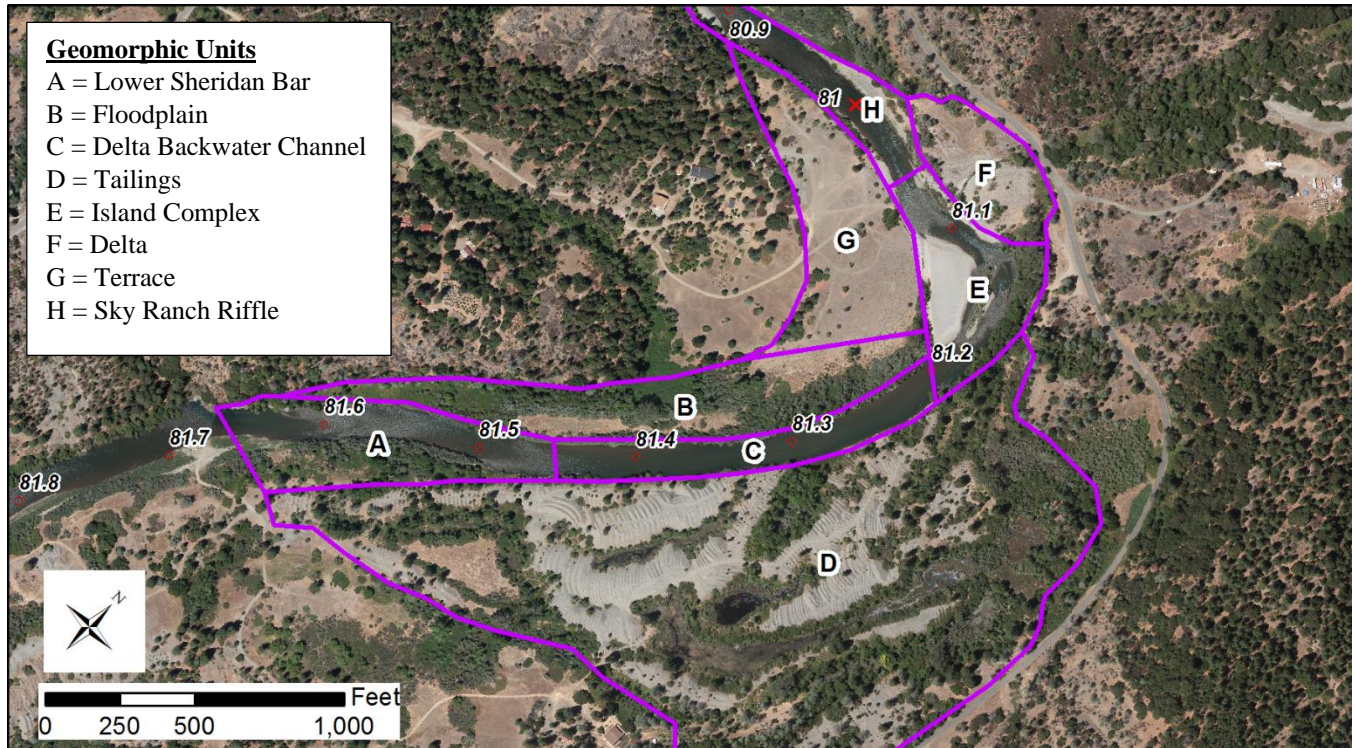 Geomorphic Units
A = Lower Sheridan Bar
B = Floodplain
C = Delta Backwater Channel
D = Tailings
E = Island Complex
F = Delta
G = Terrace
H = Sky Ranch Riffle
80.9
81
H
F
81.1
G
E
81.2
B
81.6
81.5
81.4
81.3
81.7
A
C
81.8
D
N
Feet
0 250 500 1,000